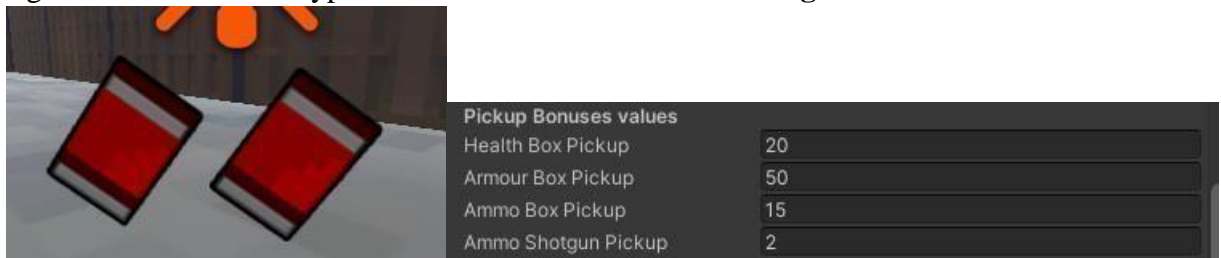 Pickup Bonuses values
Health Box Pickup 20
Armour Box Pickup 50
Ammo Box Pickup 15
Ammo Shotgun Pickup 2